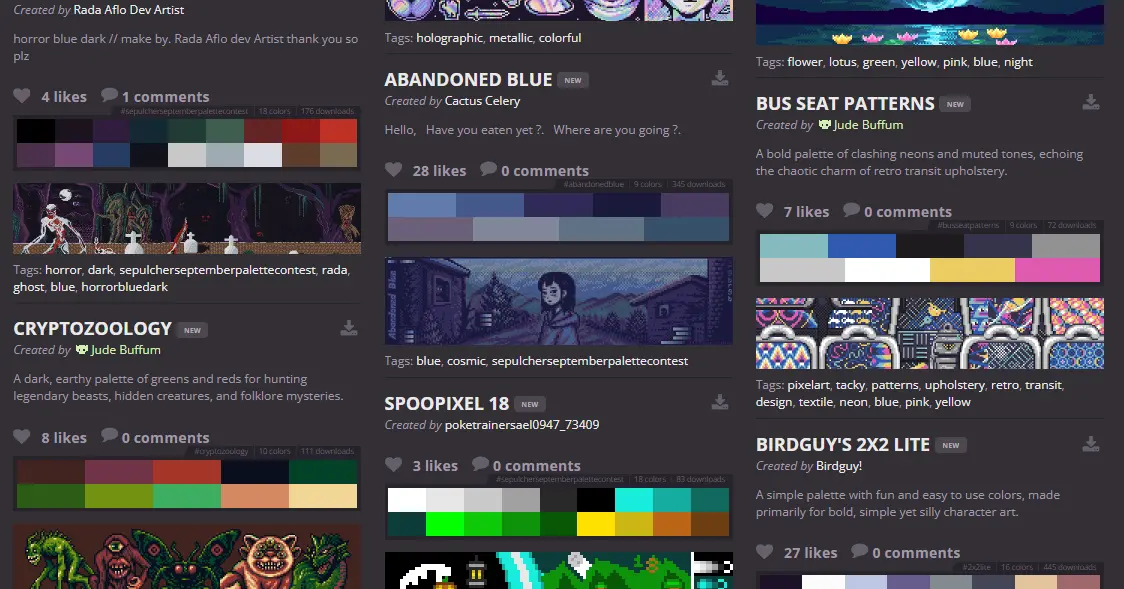 Created by Rada Aflo Dev Artist
horror blue dark // make by. Rada Aflo dev Artist thank you so
plz
4 likes 1 comments
#sepulcherseptemberpalettecontest 18 colors 176 downloads
Tags: horror, dark, sepulcherseptemberpalettecontest, rada,
ghost, blue, horrorbluedark
CRYPTOZOOLOGY NEW
Created by Jude Buffum
A dark, earthy palette of greens and reds for hunting
legendary beasts, hidden creatures, and folklore mysteries.
8 likes 0 comments
#cryptozoology 10 colors 111 downloads
Tags: holographic, metallic, colorful
ABANDONED BLUE NEW
Created by Cactus Celery
Hello, Have you eaten yet ?. Where are you going ?.
28 likes 0 comments
#abandonedblue 9 colors 345 downloads
Abandoned Blue
Tags: blue, cosmic, sepulcherseptemberpalettecontest
SPOOPIXEL 18 NEW
Created by poketrainersael0947_73409
3 likes 0 comments
#sepulcherseptemberpalettecontest 18 colors 83 downloads
Tags: flower, lotus, green, yellow, pink, blue, night
BUS SEAT PATTERNS NEW
Created by Jude Buffum
A bold palette of clashing neons and muted tones, echoing
the chaotic charm of retro transit upholstery.
7 likes 0 comments
#busseatpatterns 9 colors 72 downloads
Tags: pixelart, tacky, patterns, upholstery, retro, transit,
design, textile, neon, blue, pink, yellow
BIRDGUY'S 2X2 LITE NEW
Created by Birdguy!
A simple palette with fun and easy to use colors, made
primarily for bold, simple yet silly character art.
27 likes 0 comments
#2x2lite 16 colors 445 downloads